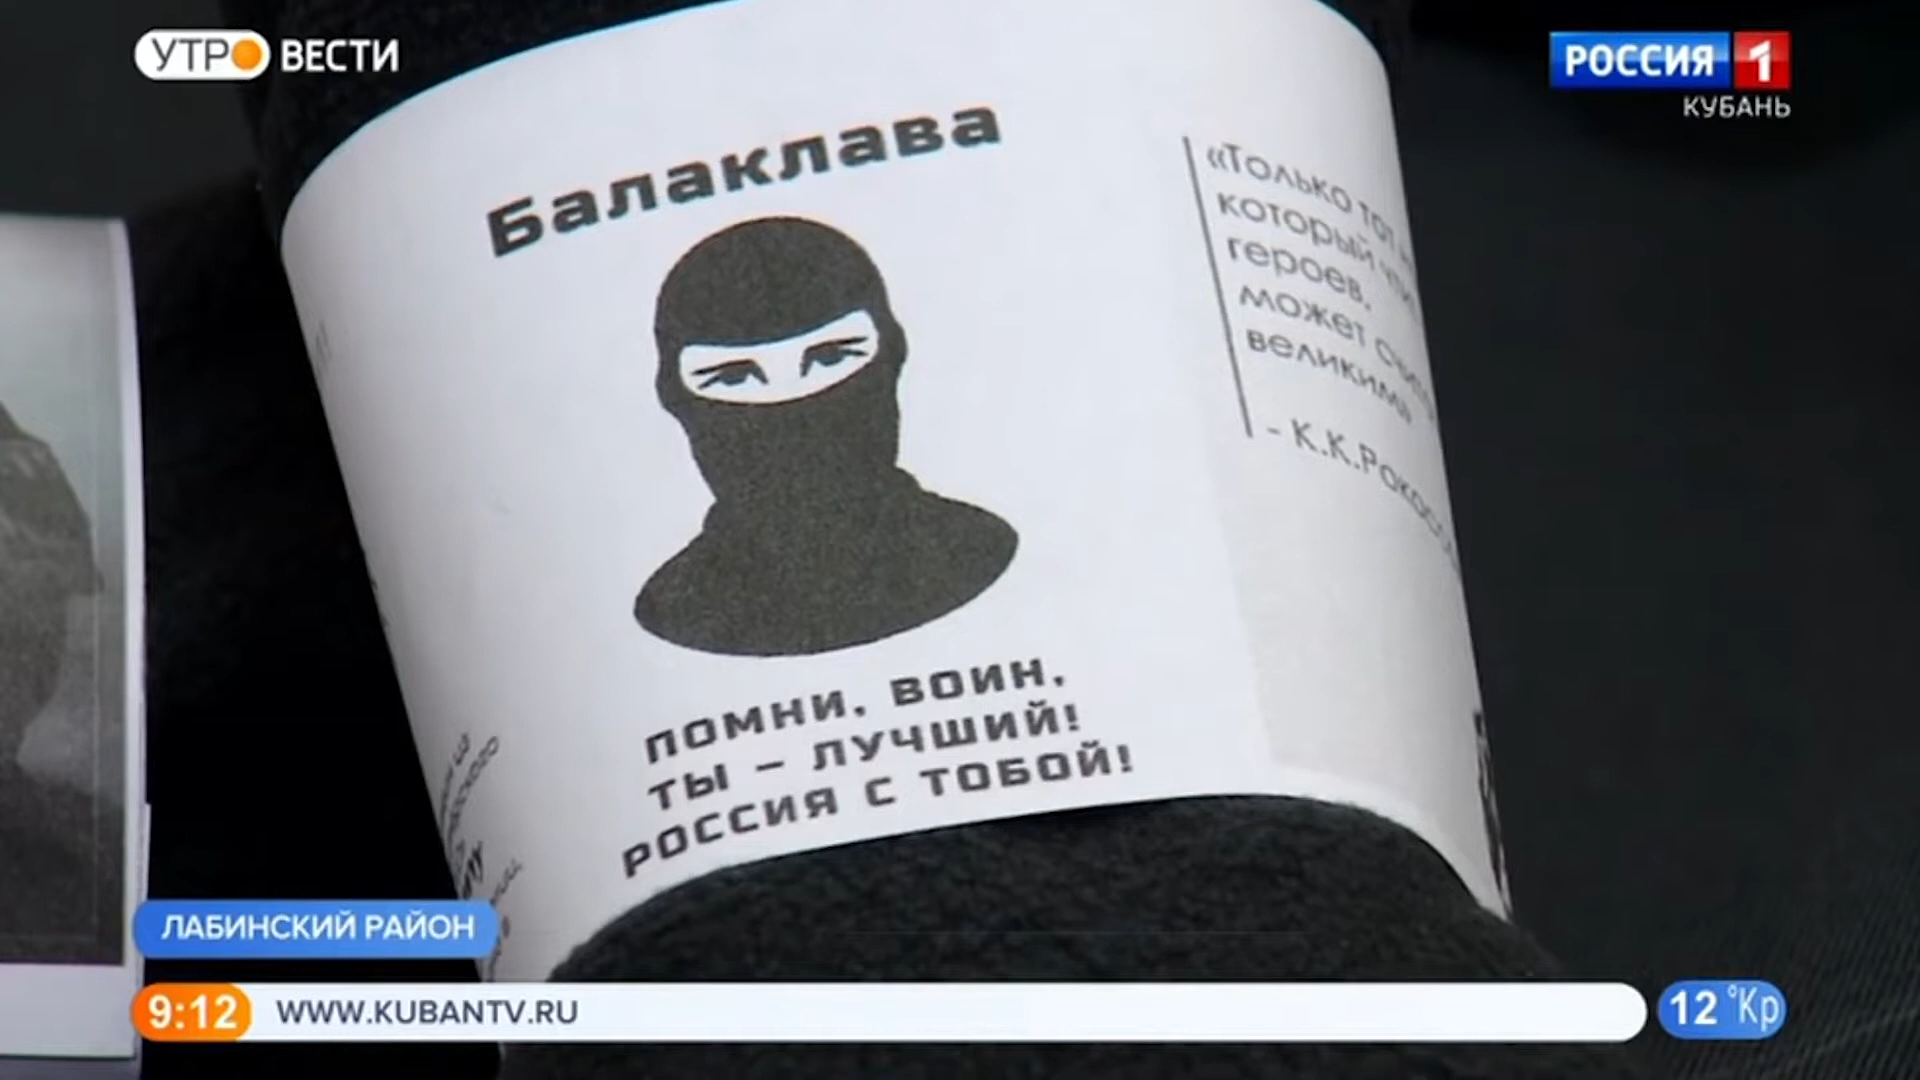 УТРО ВЕСТИ
РОССИЯ 1
КУБАНЬ
Балаклава
«Только тот
который
героев,
может
великим»
- К.К.
ПОМНИ, ВОИН,
ТЫ – ЛУЧШИЙ!
РОССИЯ С ТОБОЙ!
ЛАБИНСКИЙ РАЙОН
9:12 WWW.KUBANTV.RU 12 °Кр